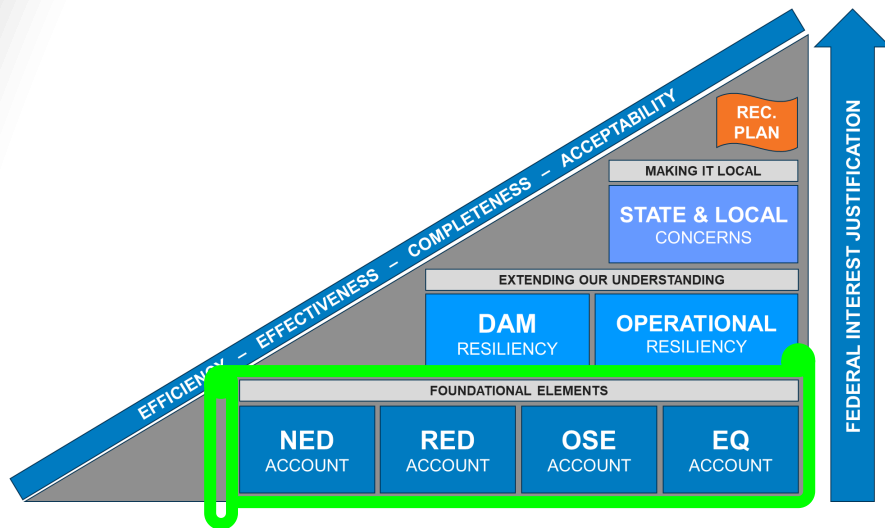 EFFICIENCY – EFFECTIVENESS – COMPLETENESS – ACCEPTABILITY
FEDERAL INTEREST JUSTIFICATION
REC.
PLAN
MAKING IT LOCAL
STATE & LOCAL
CONCERNS
EXTENDING OUR UNDERSTANDING
DAM
RESILIENCY
OPERATIONAL
RESILIENCY
FOUNDATIONAL ELEMENTS
NED
ACCOUNT
RED
ACCOUNT
OSE
ACCOUNT
EQ
ACCOUNT